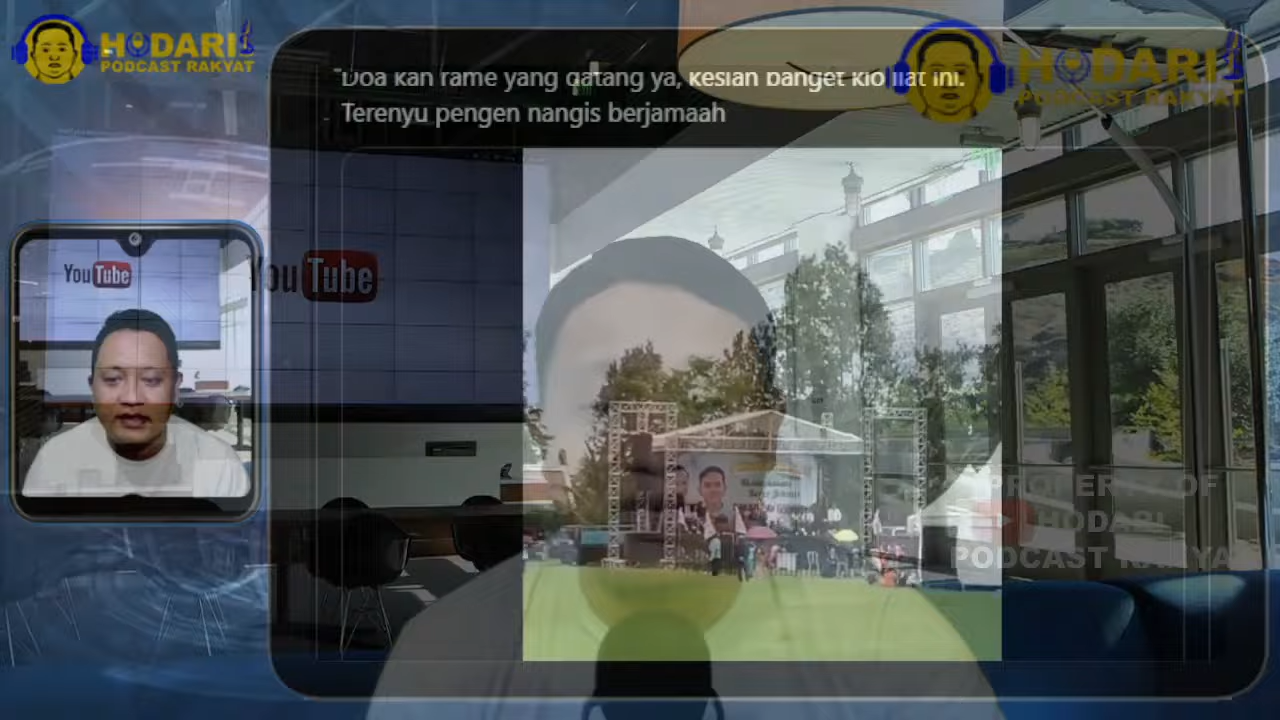 HODARI
PODCAST RAKYAT
HODARI
PODCAST RAKYAT
"Doa kan rame yang datang ya, kesian banget klo liat ini.
Terenyu pengen nangis berjamaah
YouTube
YouTube
PROPERTY OF
HODARI
PODCAST RAKYA